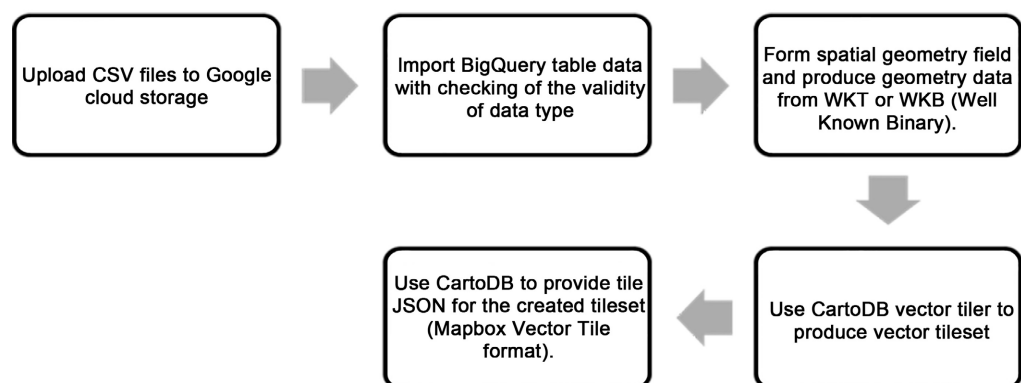 Upload CSV files to Google
cloud storage
Import BigQuery table data
with checking of the validity
of data type
Form spatial geometry field
and produce geometry data
from WKT or WKB (Well
Known Binary).
Use CartoDB vector tiler to
produce vector tileset
Use CartoDB to provide tile
JSON for the created tileset
(Mapbox Vector Tile
format).